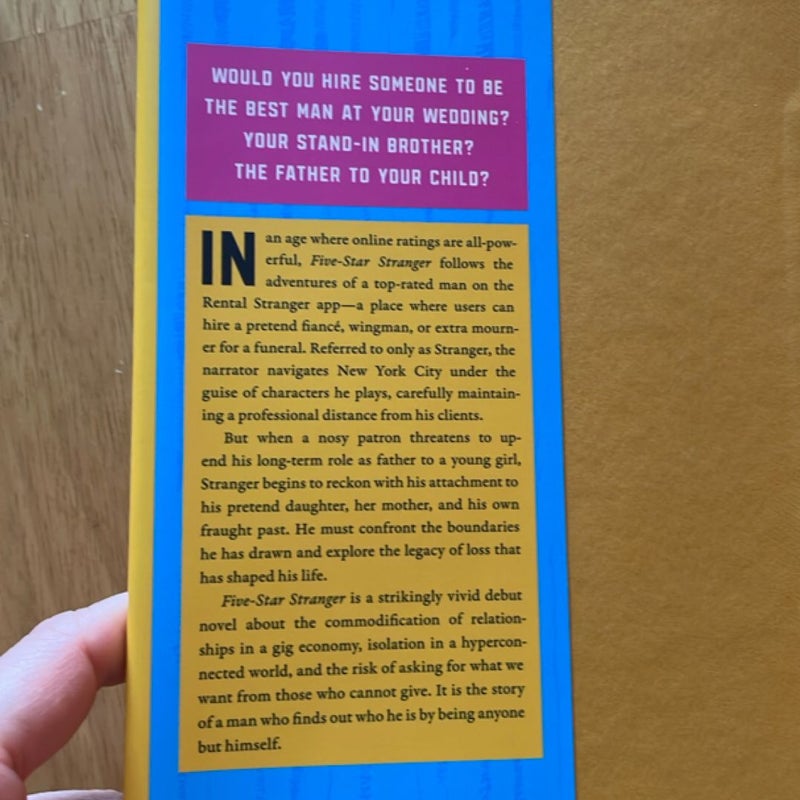 WOULD YOU HIRE SOMEONE TO BE
THE BEST MAN AT YOUR WEDDING?
YOUR STAND-IN BROTHER?
THE FATHER TO YOUR CHILD?
IN an age where online ratings are all-pow-
erful, Five-Star Stranger follows the
adventures of a top-rated man on the
Rental Stranger app—a place where users can
hire a pretend fiancé, wingman, or extra mourn-
er for a funeral. Referred to only as Stranger, the
narrator navigates New York City under the
guise of characters he plays, carefully maintain-
ing a professional distance from his clients.
But when a nosy patron threatens to up-
end his long-term role as father to a young girl,
Stranger begins to reckon with his attachment to
his pretend daughter, her mother, and his own
fraught past. He must confront the boundaries
he has drawn and explore the legacy of loss that
has shaped his life.
Five-Star Stranger is a strikingly vivid debut
novel about the commodification of relation-
ships in a gig economy, isolation in a hypercon-
nected world, and the risk of asking for what we
want from those who cannot give. It is the story
of a man who finds out who he is by being anyone
but himself.